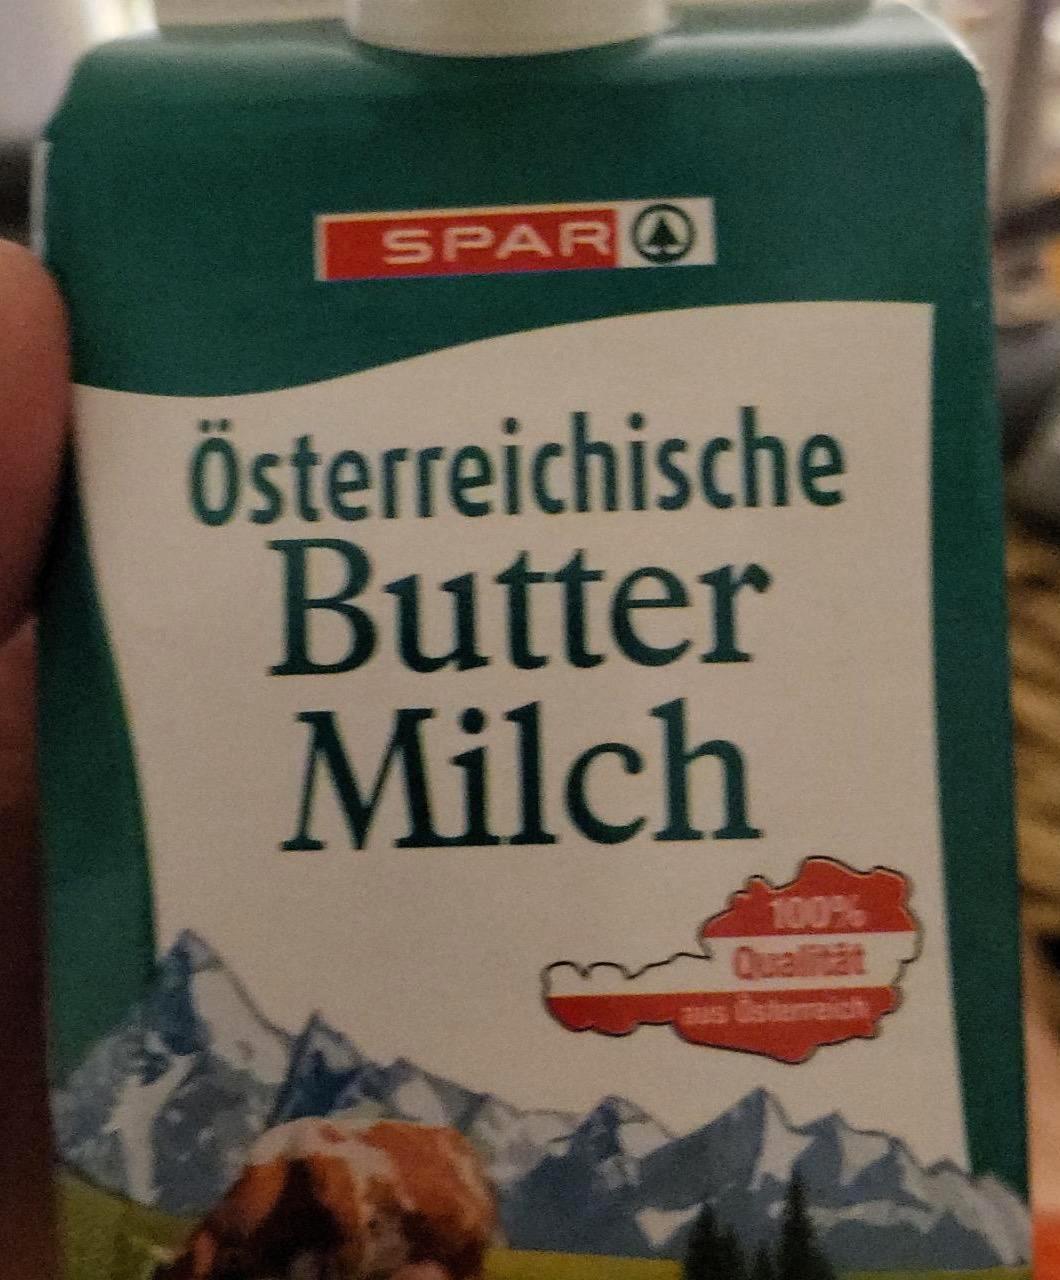 SPAR
Österreichische
Butter
Milch
100%
Qualität
aus Österreich